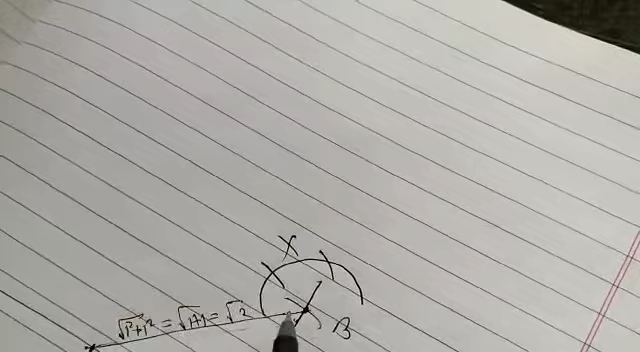 √1²+1² = √1+1 = √2
B